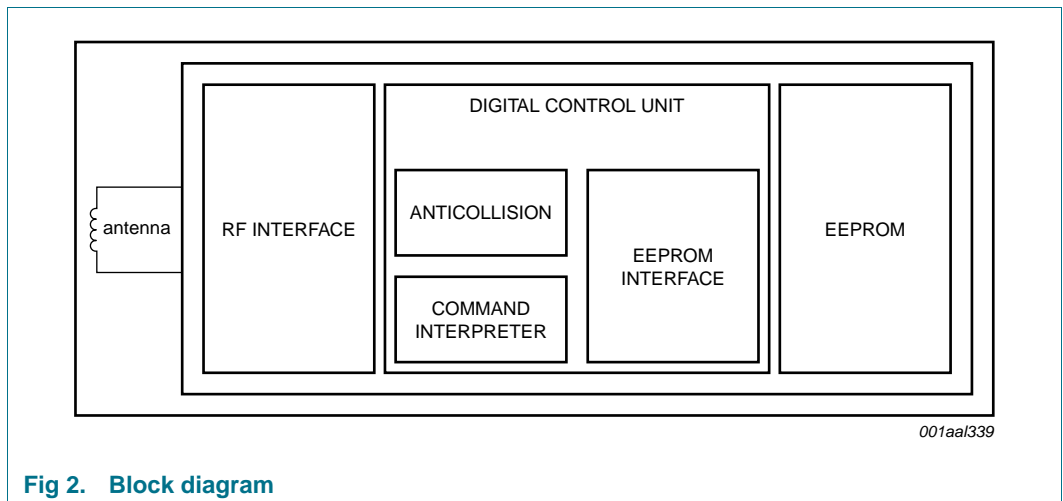 DIGITAL CONTROL UNIT
antenna
RF INTERFACE
ANTICOLLISION
COMMAND
INTERPRETER
EEPROM
INTERFACE
EEPROM
001aal339
Fig 2. Block diagram